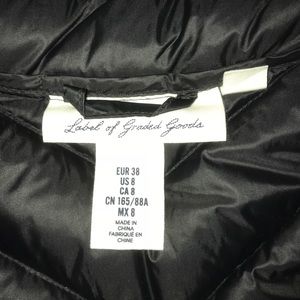 Label of Graded Goods
EUR 38
US 8
CA 8
CN 165/88A
MX 8
MADE IN
CHINA
FABRIQUÉ EN
CHINE